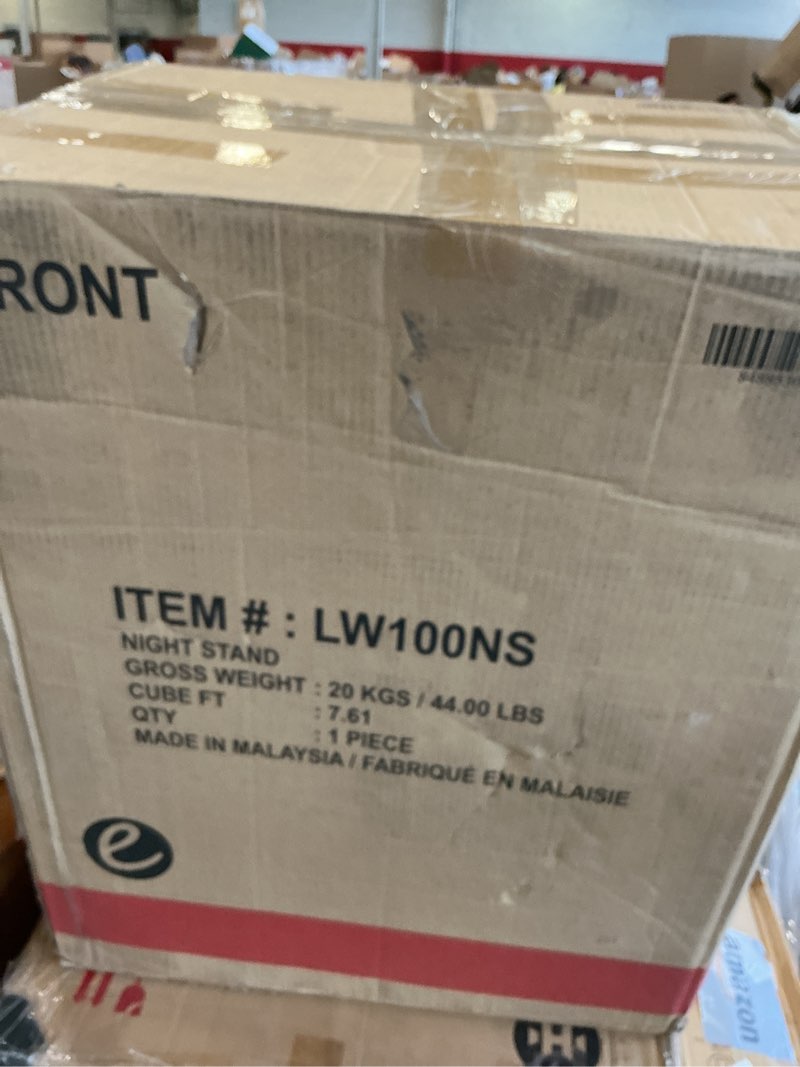 RONT
ITEM # : LW100NS
NIGHT STAND
GROSS WEIGHT : 20 KGS / 44.00 LBS
CUBE FT : 7.61
QTY : 1 PIECE
MADE IN MALAYSIA / FABRIQUÉ EN MALAISIE
e
amazon